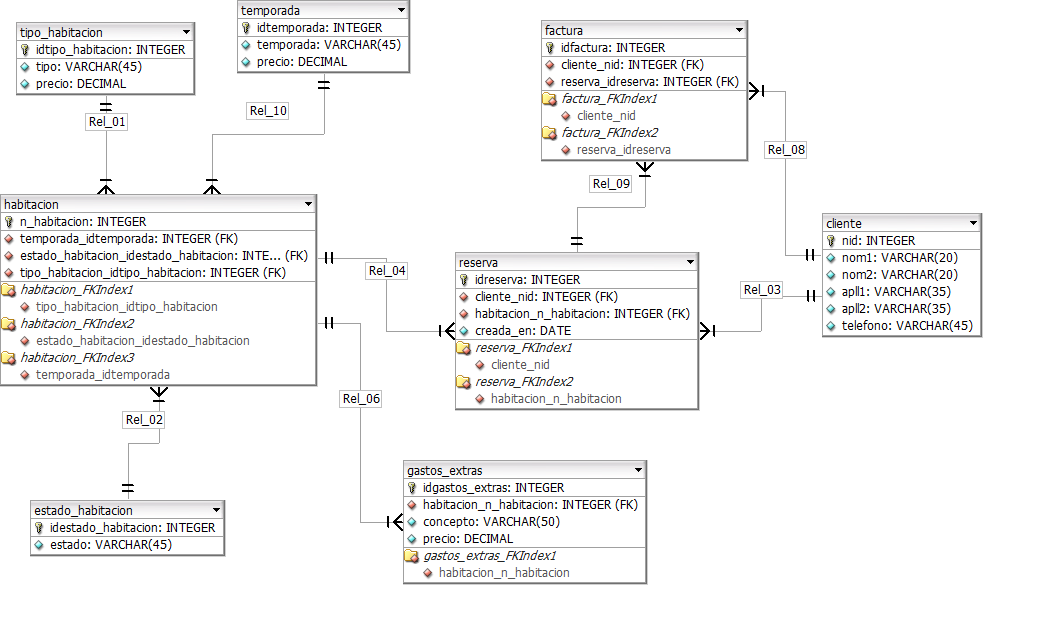 tipo_habitacion
idtipo_habitacion: INTEGER
tipo: VARCHAR(45)
precio: DECIMAL
Rel_01
temporada
idtemporada: INTEGER
temporada: VARCHAR(45)
precio: DECIMAL
Rel_10
factura
idfactura: INTEGER
cliente_nid: INTEGER (FK)
reserva_idreserva: INTEGER (FK)
factura_FKIndex1
cliente_nid
factura_FKIndex2
reserva_idreserva
Rel_08
Rel_09
habitacion
n_habitacion: INTEGER
temporada_idtemporada: INTEGER (FK)
estado_habitacion_idestado_habitacion: INTE... (FK)
tipo_habitacion_idtipo_habitacion: INTEGER (FK)
habitacion_FKIndex1
tipo_habitacion_idtipo_habitacion
habitacion_FKIndex2
estado_habitacion_idestado_habitacion
habitacion_FKIndex3
temporada_idtemporada
Rel_04
reserva
idreserva: INTEGER
cliente_nid: INTEGER (FK)
habitacion_n_habitacion: INTEGER (FK)
creada_en: DATE
reserva_FKIndex1
cliente_nid
reserva_FKIndex2
habitacion_n_habitacion
Rel_03
cliente
nid: INTEGER
nom1: VARCHAR(20)
nom2: VARCHAR(20)
apll1: VARCHAR(35)
apll2: VARCHAR(35)
telefono: VARCHAR(45)
Rel_02
Rel_06
estado_habitacion
idestado_habitacion: INTEGER
estado: VARCHAR(45)
gastos_extras
idgastos_extras: INTEGER
habitacion_n_habitacion: INTEGER (FK)
concepto: VARCHAR(50)
precio: DECIMAL
gastos_extras_FKIndex1
habitacion_n_habitacion